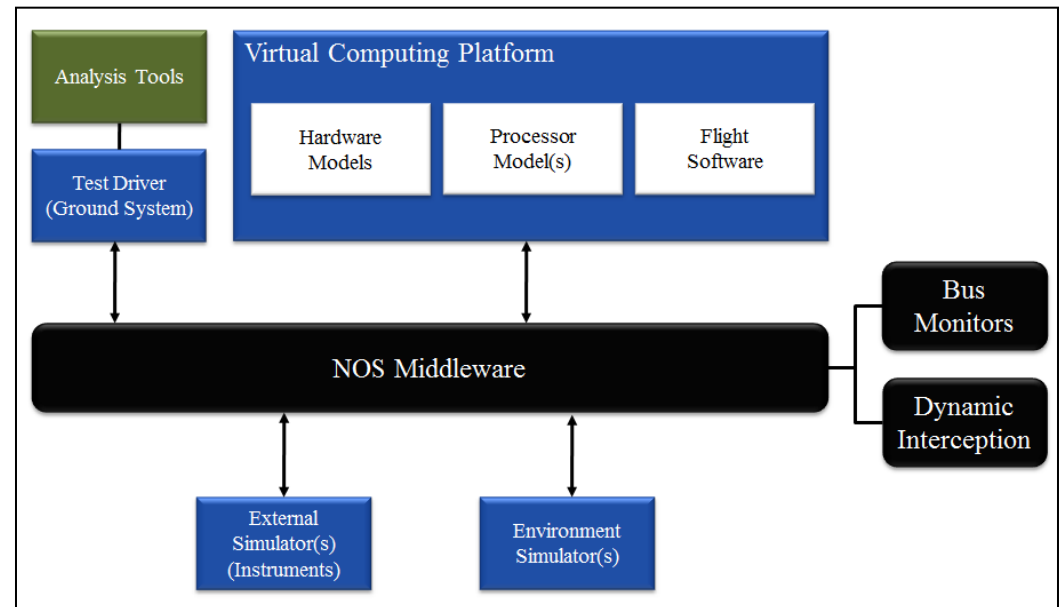 Analysis Tools
Virtual Computing Platform
Hardware
Models
Processor
Model(s)
Flight
Software
Test Driver
(Ground System)
NOS Middleware
Bus
Monitors
Dynamic
Interception
External
Simulator(s)
(Instruments)
Environment
Simulator(s)